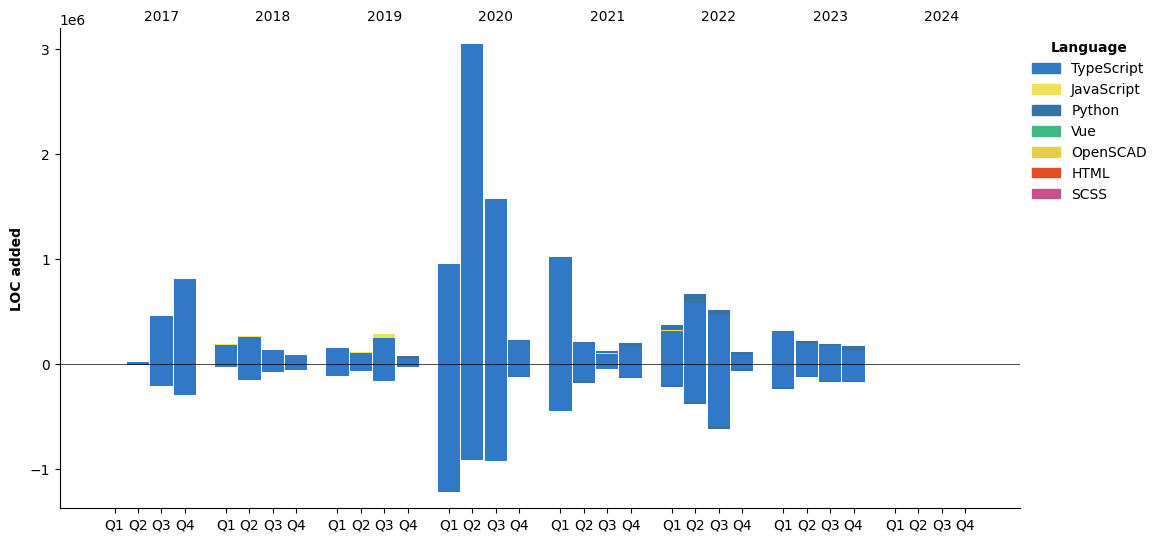 2017 2018 2019 2020 2021 2022 2023 2024
1e6
3
2
1
0
−1
LOC added
Q1 Q2 Q3 Q4 Q1 Q2 Q3 Q4 Q1 Q2 Q3 Q4 Q1 Q2 Q3 Q4 Q1 Q2 Q3 Q4 Q1 Q2 Q3 Q4 Q1 Q2 Q3 Q4 Q1 Q2 Q3 Q4
Language
TypeScript
JavaScript
Python
Vue
OpenSCAD
HTML
SCSS